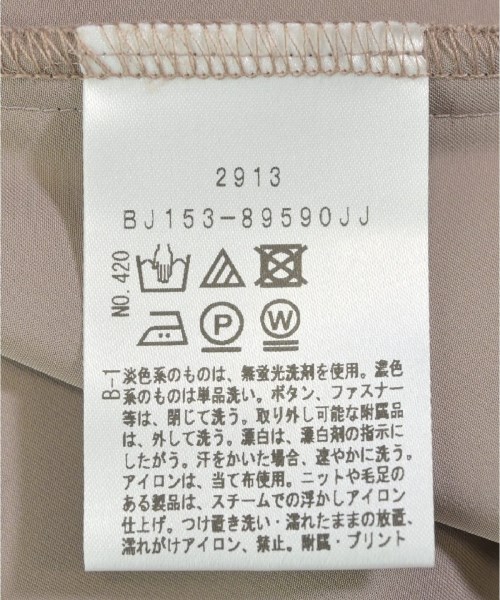 2913
BJ153-89590JJ
NO.420
P
W
B-1
淡色系のものは、無蛍光洗剤を使用。濃色
系のものは単品洗い。ボタン、ファスナー
等は、閉じて洗う。取り外し可能な附属品
は、外して洗う。漂白は、漂白剤の指示に
したがう。汗をかいた場合、速やかに洗う。
アイロンは、当て布使用。ニットや毛足の
ある製品は、スチームでの浮かしアイロン
仕上げ。つけ置き洗い・濡れたままの放置、
濡れがけアイロン、禁止。附属・プリント